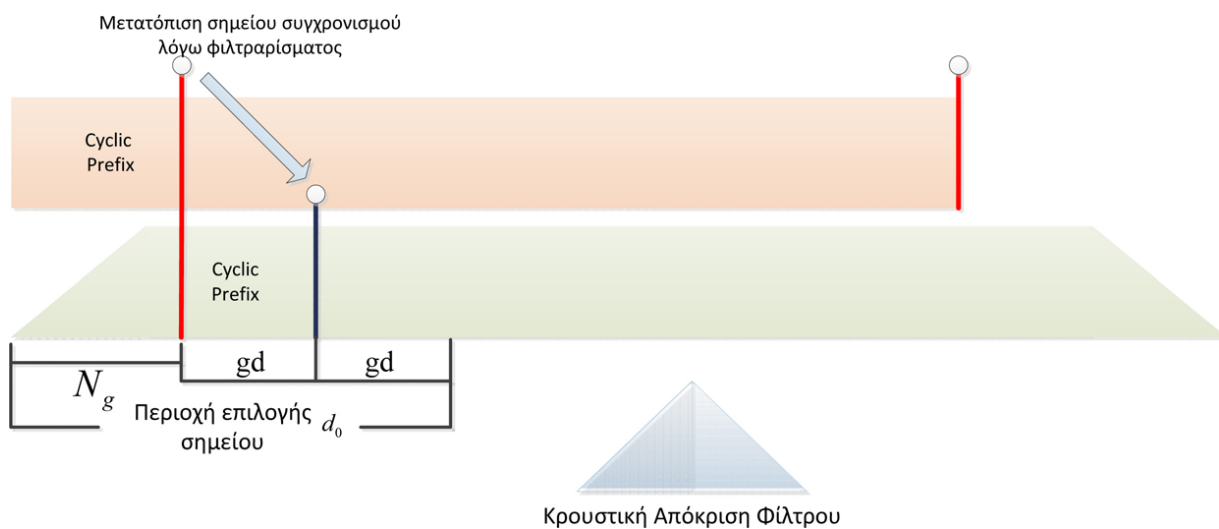 Μετατόπιση σημείου συγχρονισμού
λόγω φιλτραρίσματος
Cyclic
Prefix
Cyclic
Prefix
gd
gd
N_g
Περιοχή επιλογής
σημείου
d_0
Κρουστική Απόκριση Φίλτρου